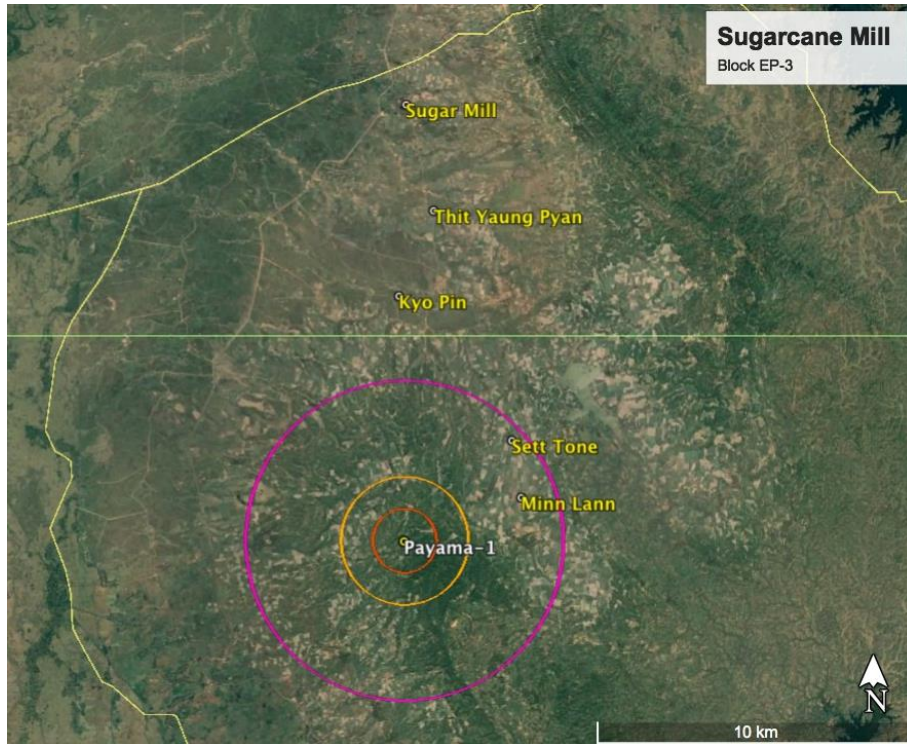 Sugarcane Mill
Block EP-3
Sugar Mill
Thit Yaung Pyan
Kyo Pin
Sett Tone
Minn Lann
Payama-1
N
10 km